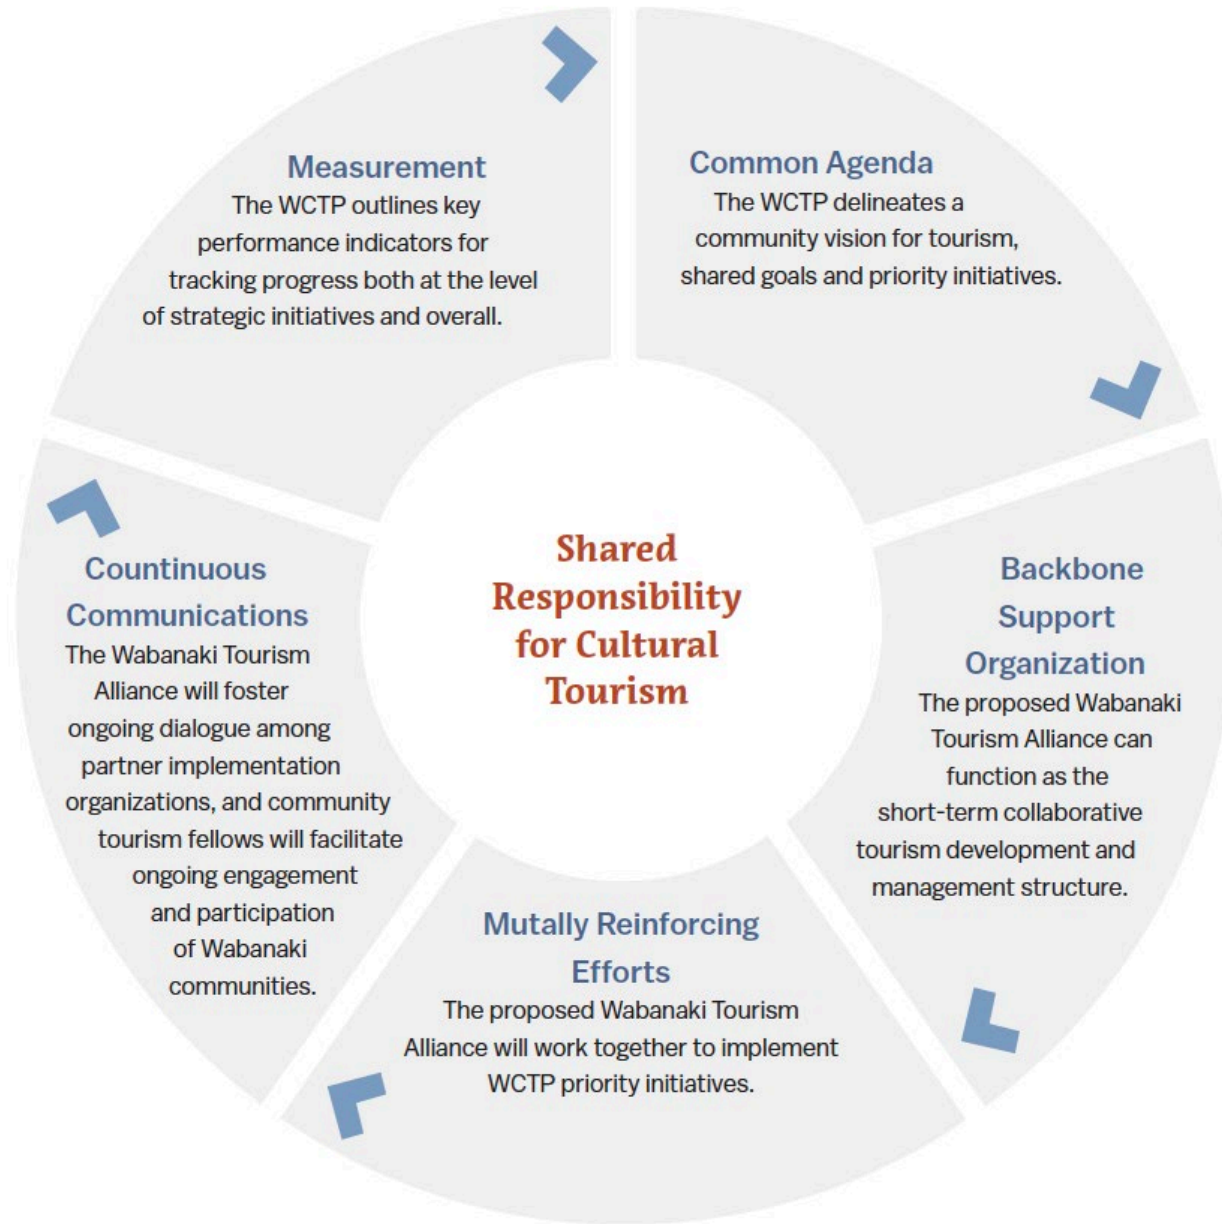 Measurement
The WCTP outlines key
performance indicators for
tracking progress both at the level
of strategic initiatives and overall.
Common Agenda
The WCTP delineates a
community vision for tourism,
shared goals and priority initiatives.
Shared
Responsibility
for Cultural
Tourism
Backbone
Support
Organization
The proposed Wabanaki
Tourism Alliance can
function as the
short-term collaborative
tourism development and
management structure.
Mutally Reinforcing
Efforts
The proposed Wabanaki Tourism
Alliance will work together to implement
WCTP priority initiatives.
Countinuous
Communications
The Wabanaki Tourism
Alliance will foster
ongoing dialogue among
partner implementation
organizations, and community
tourism fellows will facilitate
ongoing engagement
and participation
of Wabanaki
communities.